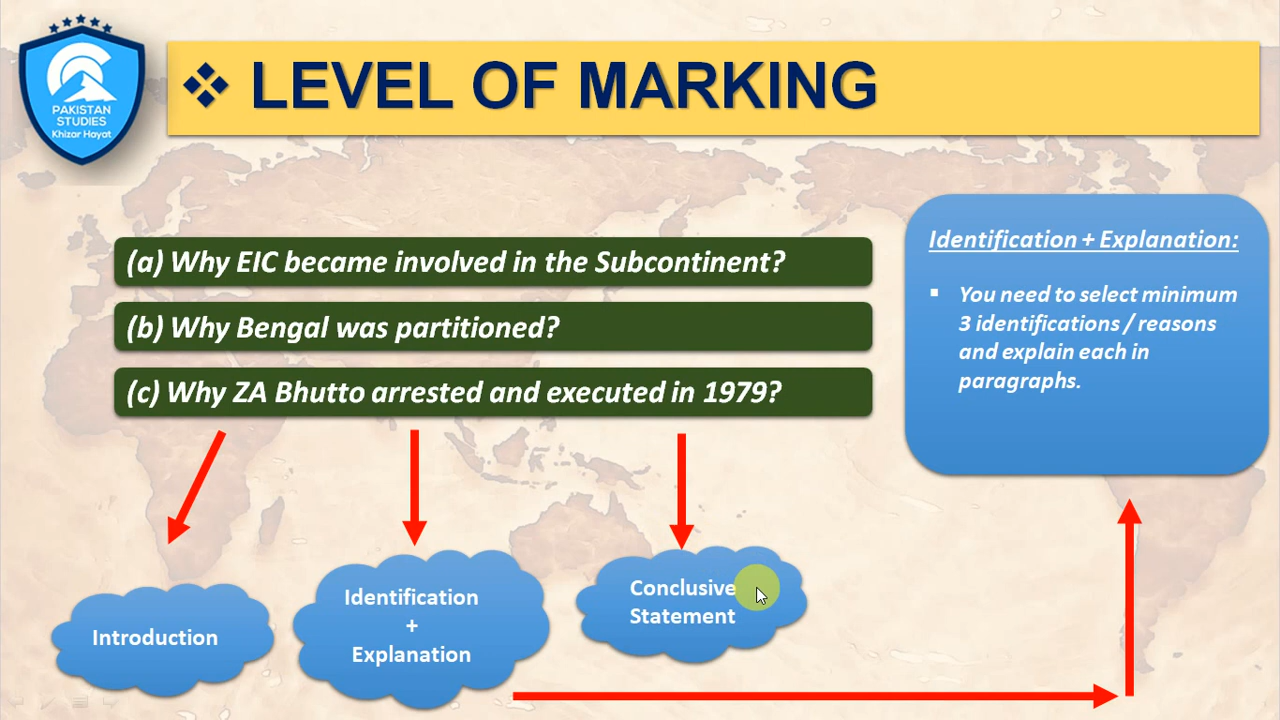 PAKISTAN
STUDIES
Khizar Hayat
❖ LEVEL OF MARKING
(a) Why EIC became involved in the Subcontinent?
(b) Why Bengal was partitioned?
(c) Why ZA Bhutto arrested and executed in 1979?
Identification + Explanation:
▪ You need to select minimum
3 identifications / reasons
and explain each in
paragraphs.
Introduction
Identification
+
Explanation
Conclusive
Statement